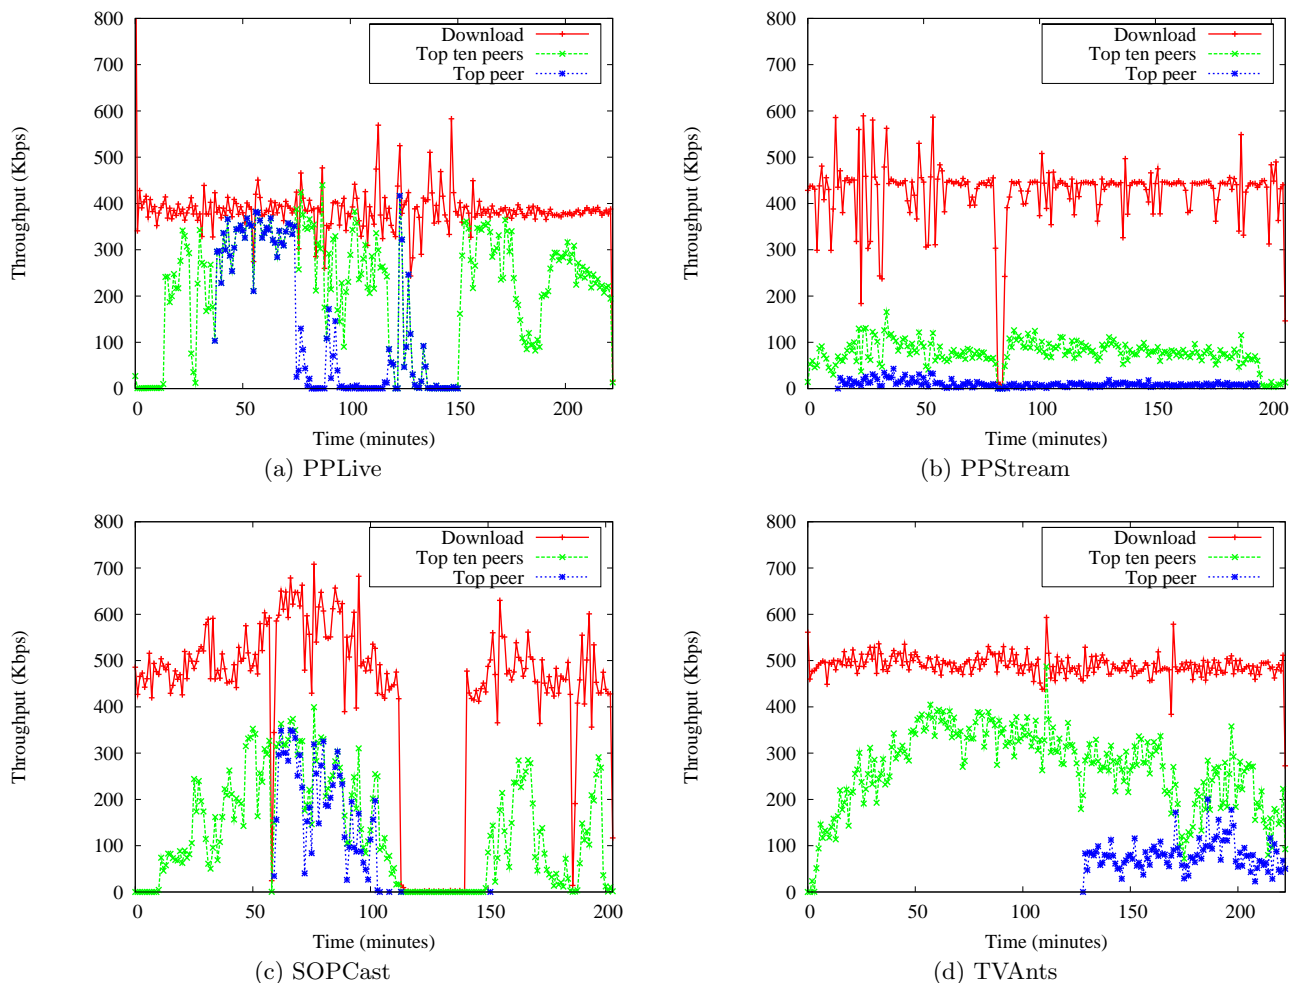 800
700
600
500
400
300
200
100
0
Throughput (Kbps)
Download
Top ten peers
Top peer
0 50 100 150 200
Time (minutes)
(a) PPLive
800
700
600
500
400
300
200
100
0
Throughput (Kbps)
Download
Top ten peers
Top peer
0 50 100 150 200
Time (minutes)
(b) PPStream
800
700
600
500
400
300
200
100
0
Throughput (Kbps)
Download
Top ten peers
Top peer
0 50 100 150 200
Time (minutes)
(c) SOPCast
800
700
600
500
400
300
200
100
0
Throughput (Kbps)
Download
Top ten peers
Top peer
0 50 100 150 200
Time (minutes)
(d) TVAnts